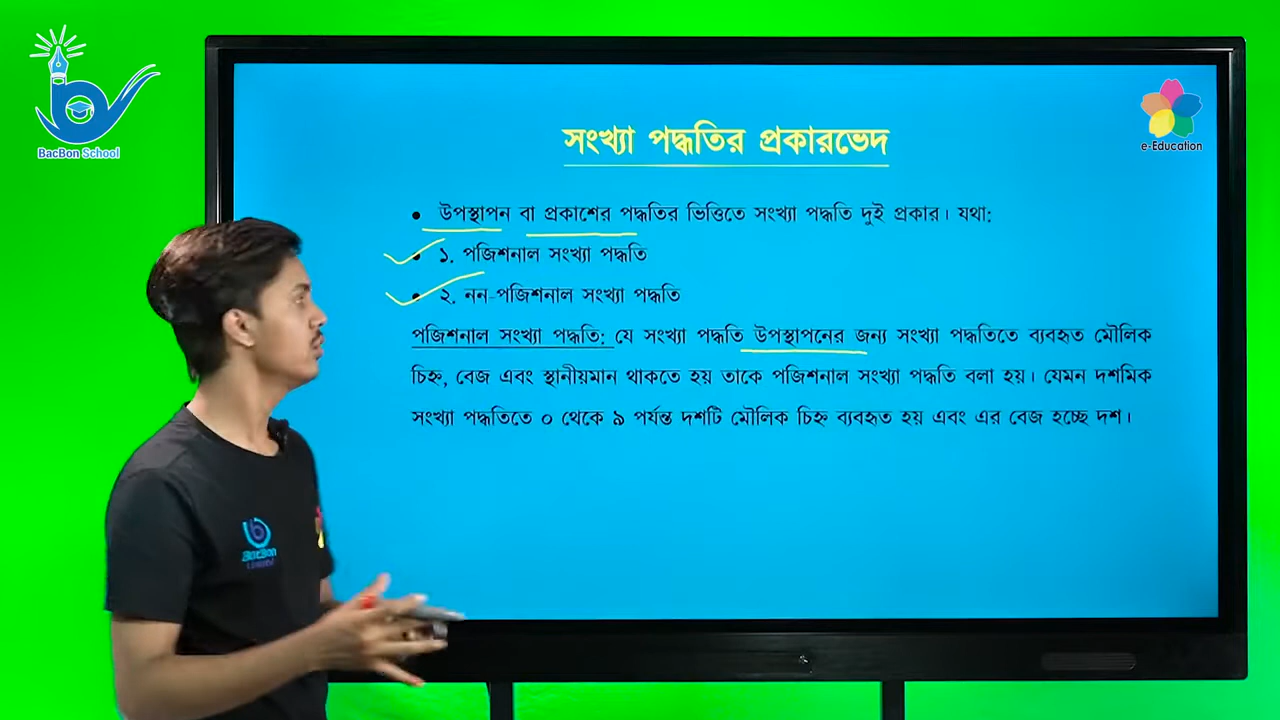 BacBon School
e-Education
সংখ্যা পদ্ধতির প্রকারভেদ
• উপস্থাপন বা প্রকাশের পদ্ধতির ভিত্তিতে সংখ্যা পদ্ধতি দুই প্রকার। যথা:
• ১. পজিশনাল সংখ্যা পদ্ধতি
• ২. নন-পজিশনাল সংখ্যা পদ্ধতি
পজিশনাল সংখ্যা পদ্ধতি: যে সংখ্যা পদ্ধতি উপস্থাপনের জন্য সংখ্যা পদ্ধতিতে ব্যবহৃত মৌলিক
চিহ্ন, বেজ এবং স্থানীয়মান থাকতে হয় তাকে পজিশনাল সংখ্যা পদ্ধতি বলা হয়। যেমন দশমিক
সংখ্যা পদ্ধতিতে ০ থেকে ৯ পর্যন্ত দশটি মৌলিক চিহ্ন ব্যবহৃত হয় এবং এর বেজ হচ্ছে দশ।
BacBon